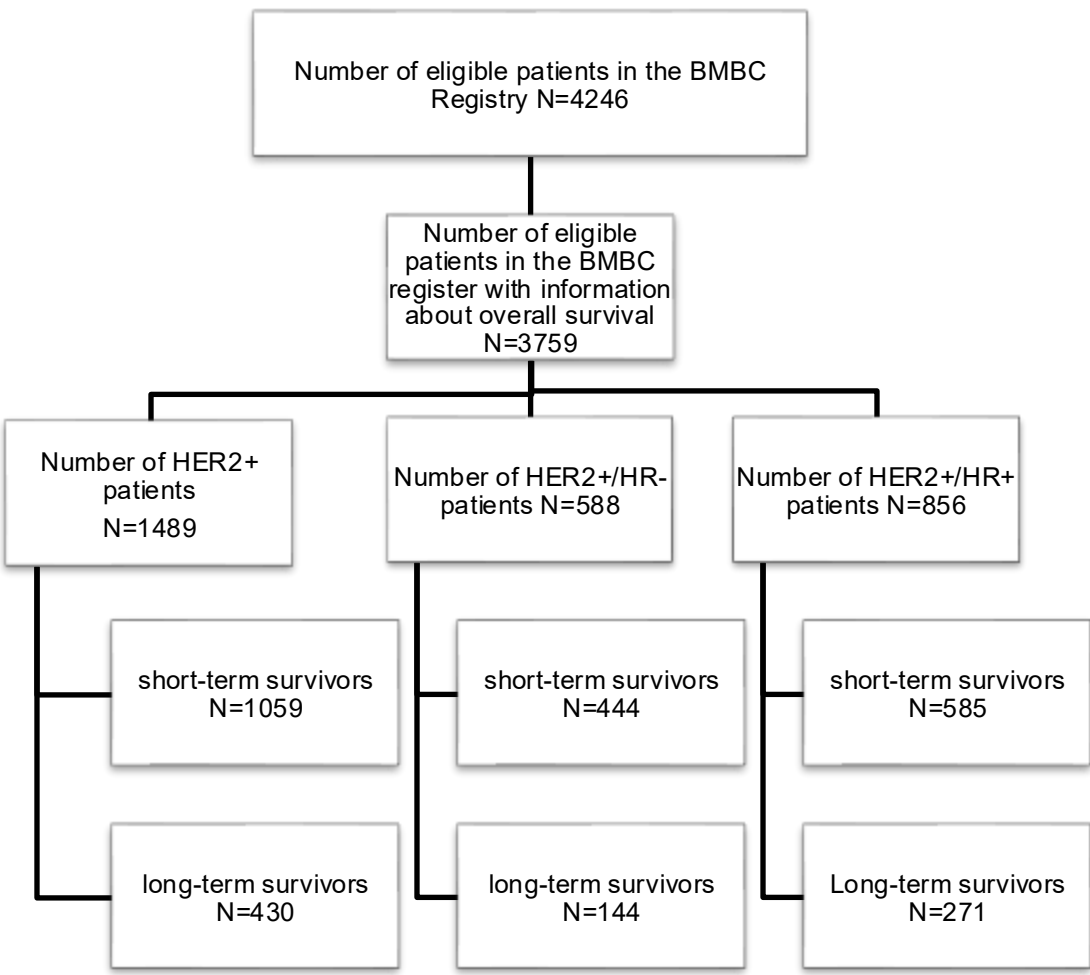 Number of eligible patients in the BMBC
Registry N=4246
Number of eligible
patients in the BMBC
register with information
about overall survival
N=3759
Number of HER2+
patients
N=1489
Number of HER2+/HR-
patients N=588
Number of HER2+/HR+
patients N=856
short-term survivors
N=1059
short-term survivors
N=444
short-term survivors
N=585
long-term survivors
N=430
long-term survivors
N=144
Long-term survivors
N=271